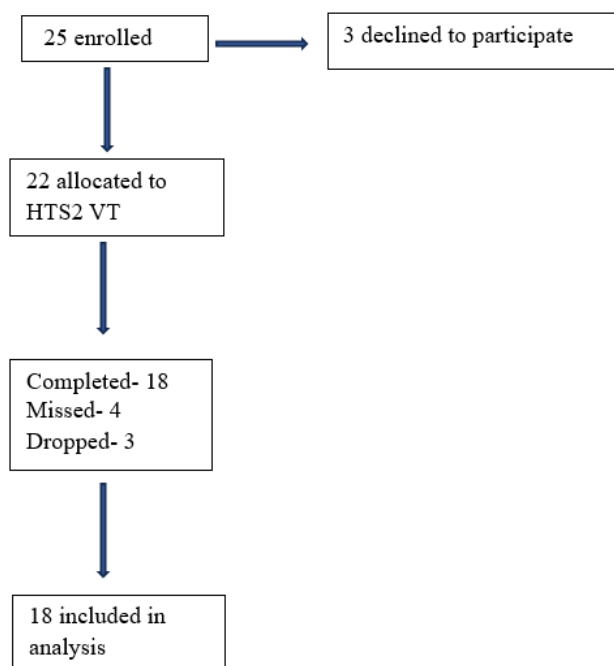 25 enrolled
3 declined to participate
22 allocated to
HTS2 VT
Completed- 18
Missed- 4
Dropped- 3
18 included in
analysis